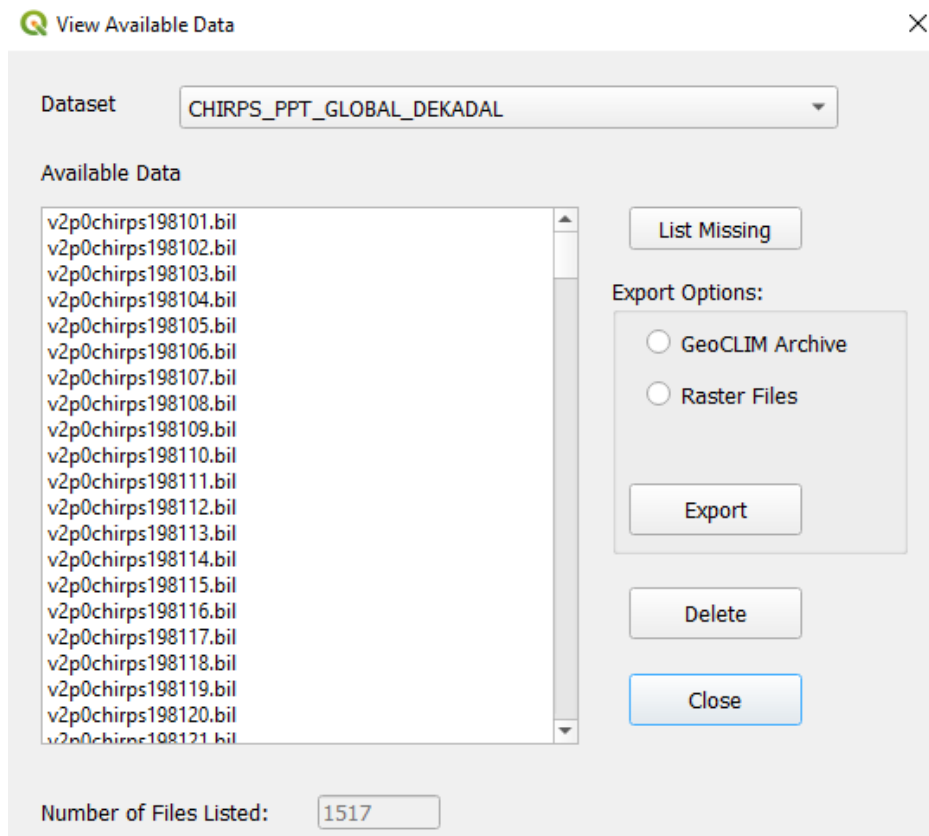 View Available Data
Dataset
CHIRPS_PPT_GLOBAL_DEKADAL
Available Data
v2p0chirps198101.bil
v2p0chirps198102.bil
v2p0chirps198103.bil
v2p0chirps198104.bil
v2p0chirps198105.bil
v2p0chirps198106.bil
v2p0chirps198107.bil
v2p0chirps198108.bil
v2p0chirps198109.bil
v2p0chirps198110.bil
v2p0chirps198111.bil
v2p0chirps198112.bil
v2p0chirps198113.bil
v2p0chirps198114.bil
v2p0chirps198115.bil
v2p0chirps198116.bil
v2p0chirps198117.bil
v2p0chirps198118.bil
v2p0chirps198119.bil
v2p0chirps198120.bil
v2p0chirps198121.bil
List Missing
Export Options:
GeoCLIM Archive
Raster Files
Export
Delete
Close
Number of Files Listed:
1517